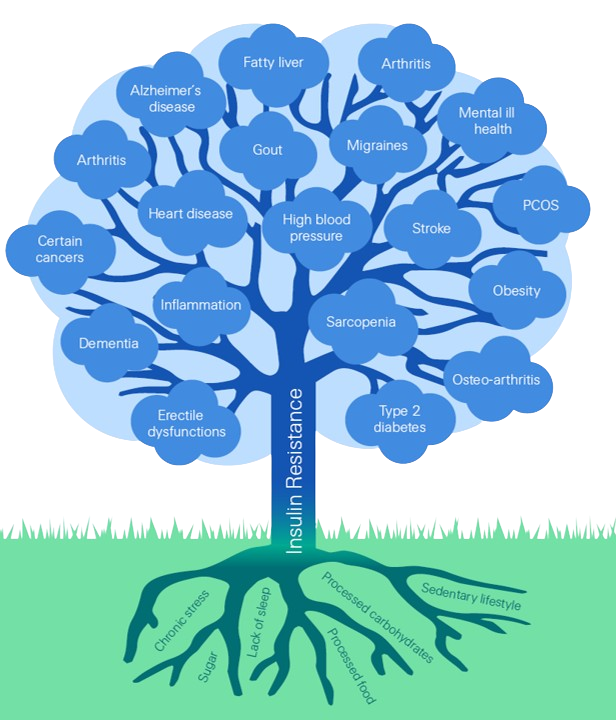 Fatty liver
Arthritis
Alzheimer's
disease
Mental ill
health
Gout
Migraines
Arthritis
PCOS
Heart disease
High blood
pressure
Stroke
Certain
cancers
Obesity
Inflammation
Sarcopenia
Dementia
Osteo-arthritis
Erectile
dysfunctions
Type 2
diabetes
Insulin Resistance
Chronic stress
Sugar
Lack of sleep
Processed carbohydrates
Processed food
Sedentary lifestyle